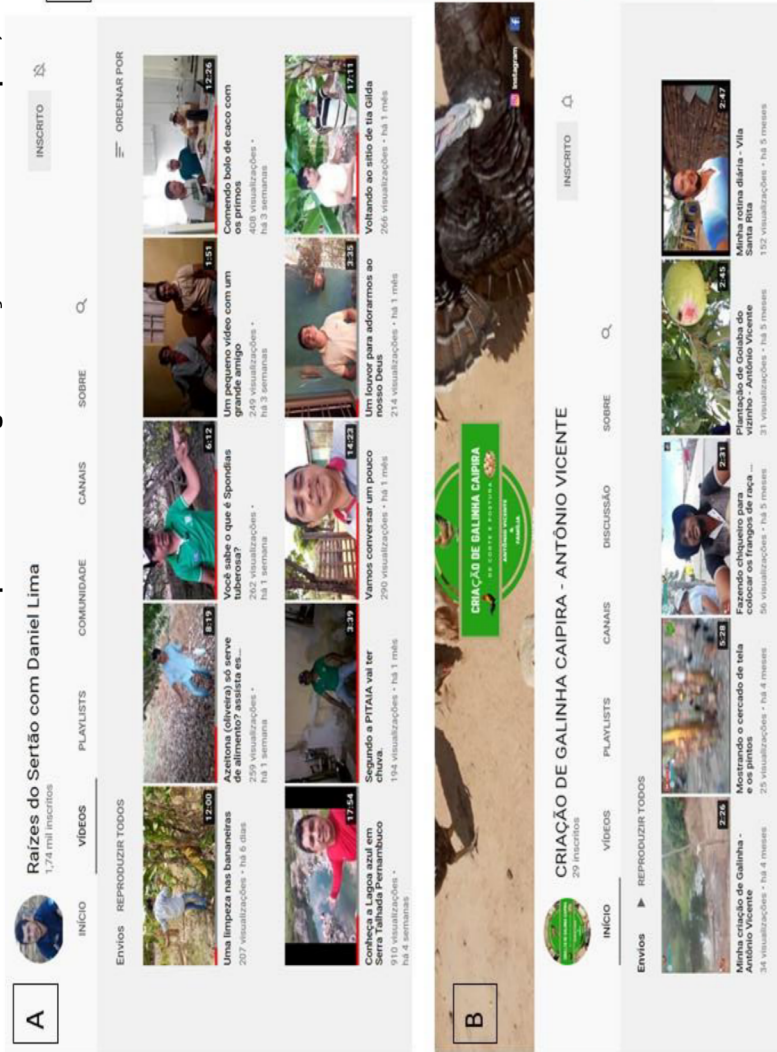 A
Raízes do Sertão com Daniel Lima
1,74 mil inscritos
INSCRITO
INÍCIO
VÍDEOS
PLAYLISTS
COMUNIDADE
CANAIS
SOBRE
Envios
REPRODUZIR TODOS
ORDENAR POR
12:00
Uma limpeza nas bananeiras
207 visualizações • há 6 dias
8:19
Azeitona (oliveira) só serve
de alimento? assista es...
259 visualizações •
há 1 semana
6:12
Você sabe o que é Spondias
tuberosa?
262 visualizações •
há 1 semana
1:51
Um pequeno vídeo com um
grande amigo
249 visualizações •
há 3 semanas
12:26
Comendo bolo de caco com
os primos
408 visualizações •
há 3 semanas
17:54
Conheça a Lagoa azul em
Serra Talhada Pernambuco
910 visualizações •
há 4 semanas
3:39
Segundo a PITAIA vai ter
chuva.
194 visualizações • há 1 mês
14:23
Vamos conversar um pouco
290 visualizações • há 1 mês
3:35
Um louvor para adorarmos ao
nosso Deus
214 visualizações • há 1 mês
17:11
Voltando ao sítio de tia Gilda
266 visualizações • há 1 mês
B
CRIAÇÃO DE GALINHA CAIPIRA
DE CORTE E POSTURA
ANTÔNIO VICENTE
&
FAMÍLIA
Instagram
CRIAÇÃO DE GALINHA CAIPIRA - ANTÔNIO VICENTE
29 inscritos
INSCRITO
INÍCIO
VÍDEOS
PLAYLISTS
CANAIS
DISCUSSÃO
SOBRE
Envios
REPRODUZIR TODOS
2:26
Minha criação de Galinha -
Antônio Vicente
34 visualizações • há 4 meses
5:28
Mostrando o cercado de tela
e os pintos
25 visualizações • há 4 meses
2:31
Fazendo chiqueiro para
colocar os frangos de raça ...
56 visualizações • há 5 meses
2:45
Plantação de Goiaba do
vizinho - Antônio Vicente
31 visualizações • há 5 meses
2:47
Minha rotina diária - Vila
Santa Rita
152 visualizações • há 5 meses